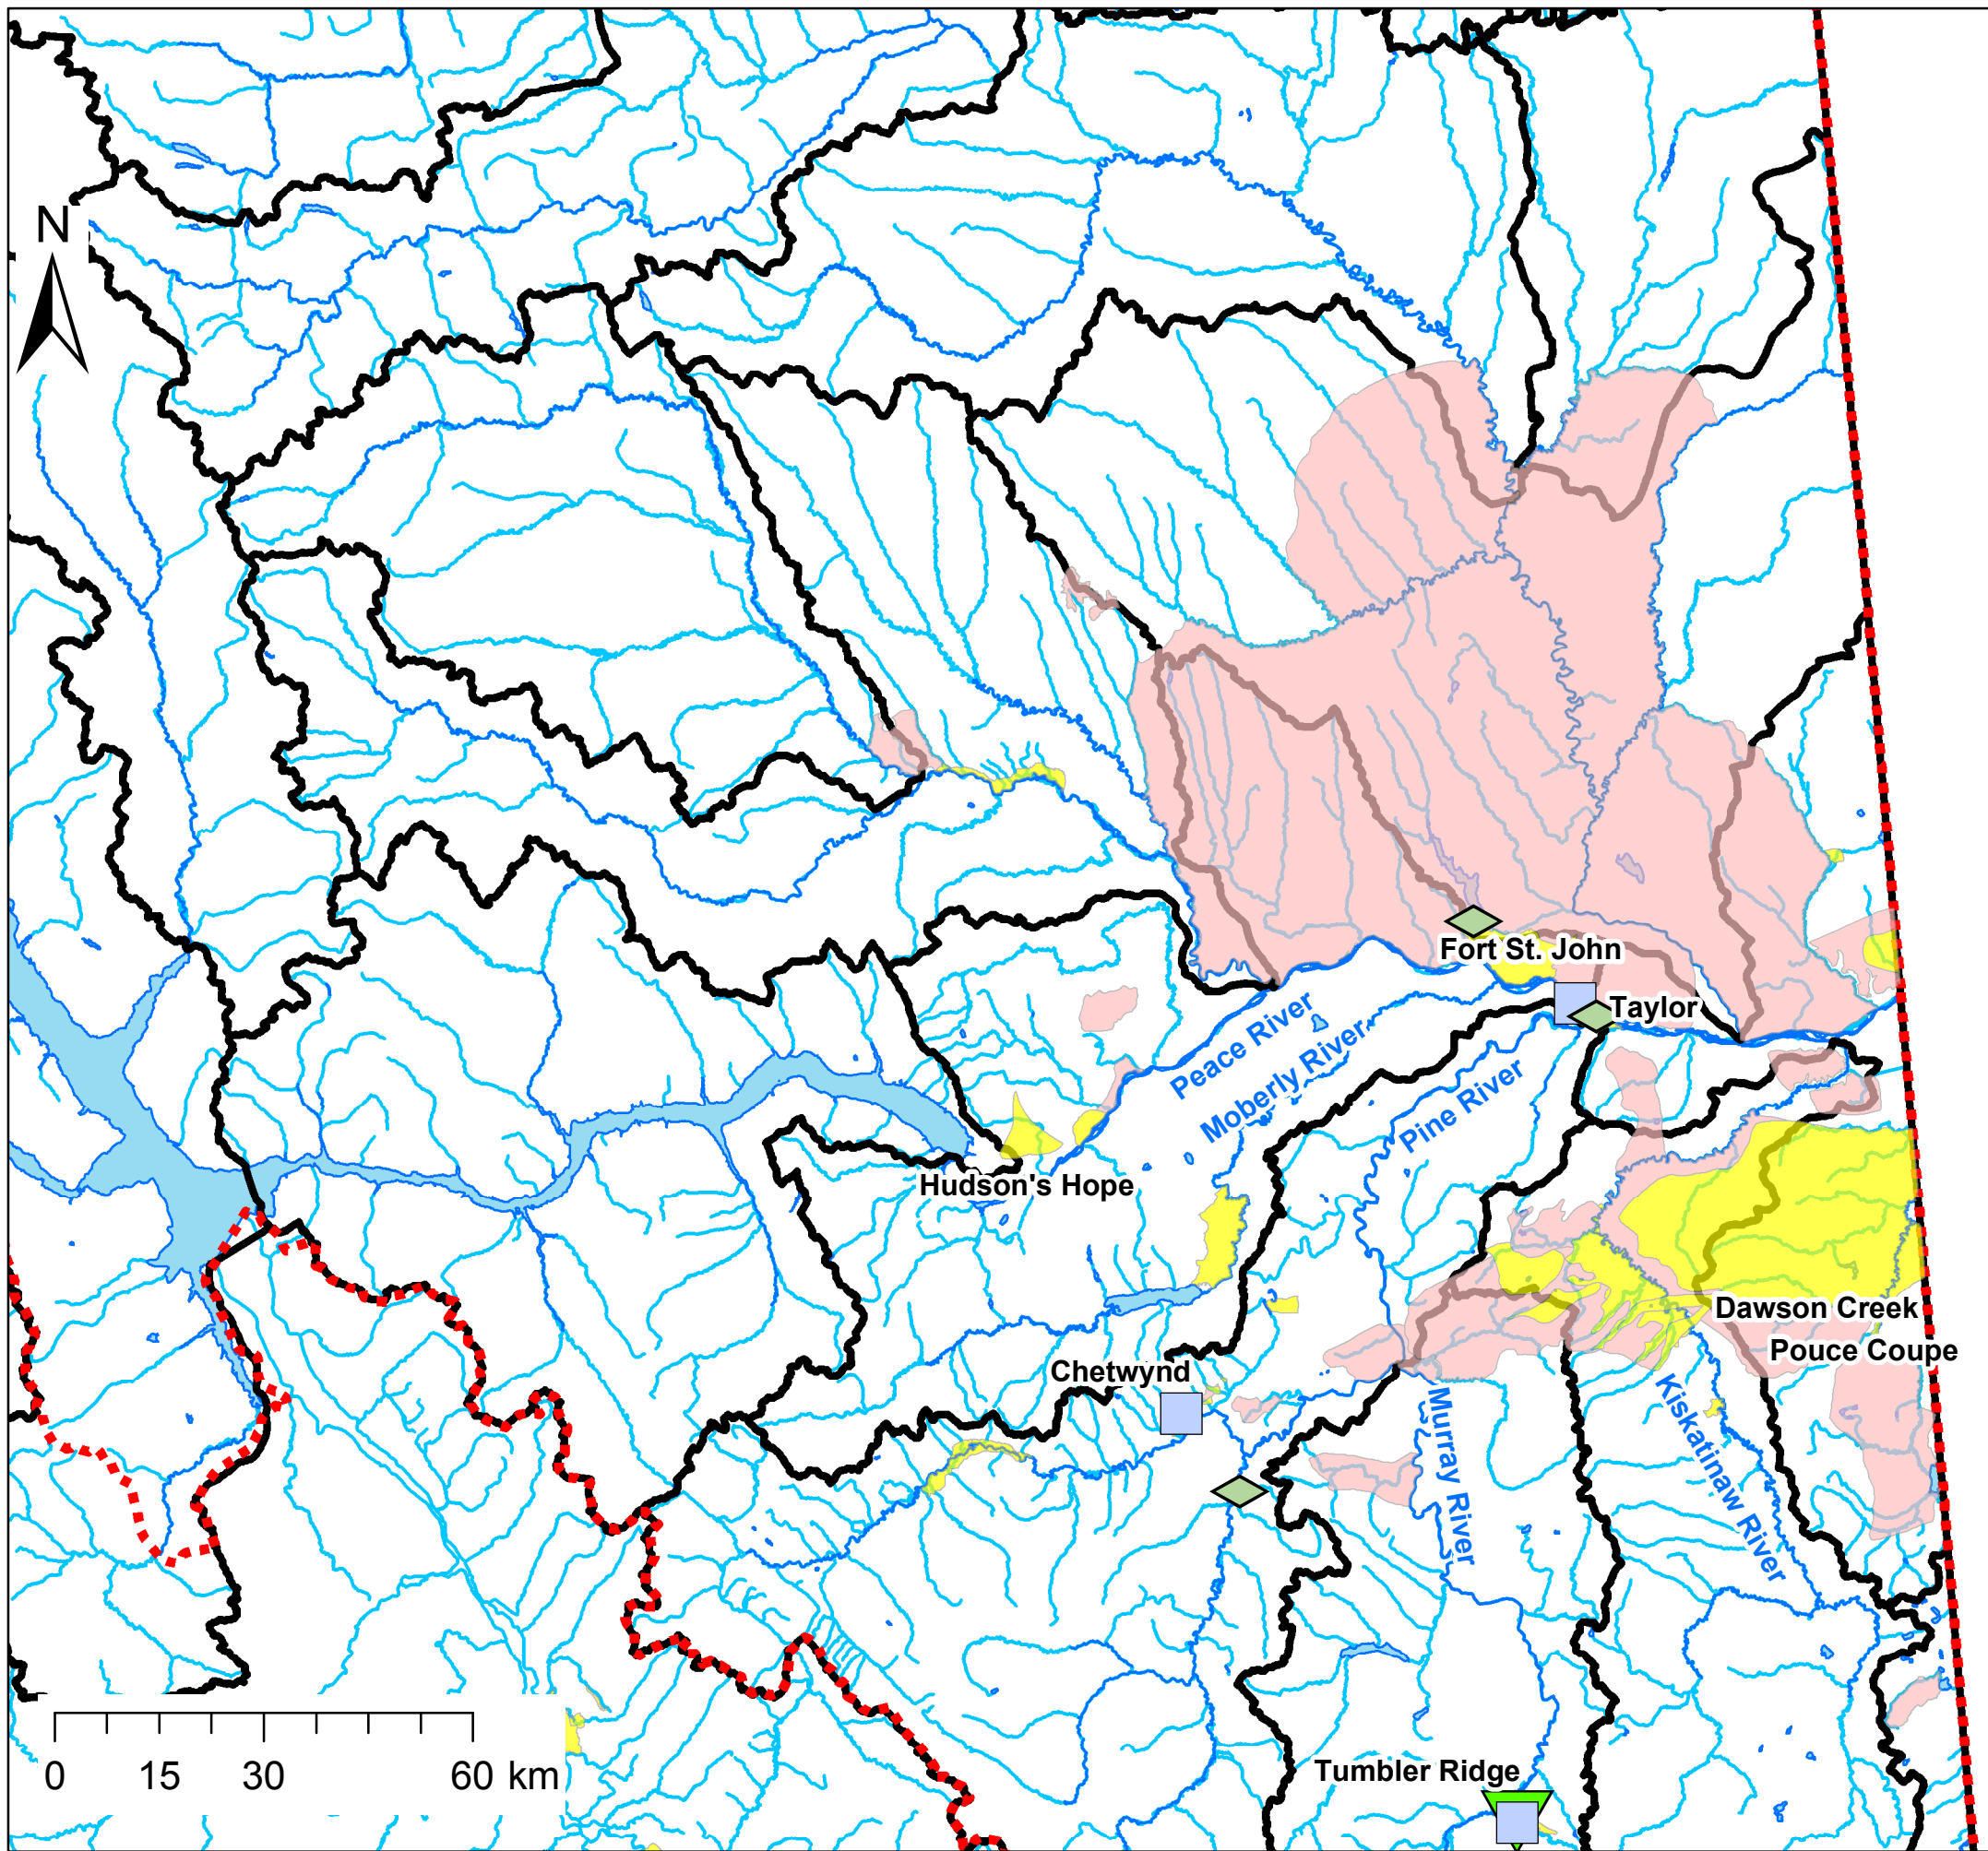 N
Fort St. John
Taylor
Peace River
Moberly River
Pine River
Hudson's Hope
Dawson Creek
Pouce Coupe
Chetwynd
Murray River
Kiskatinaw River
Tumbler Ridge
0 15 30 60 km